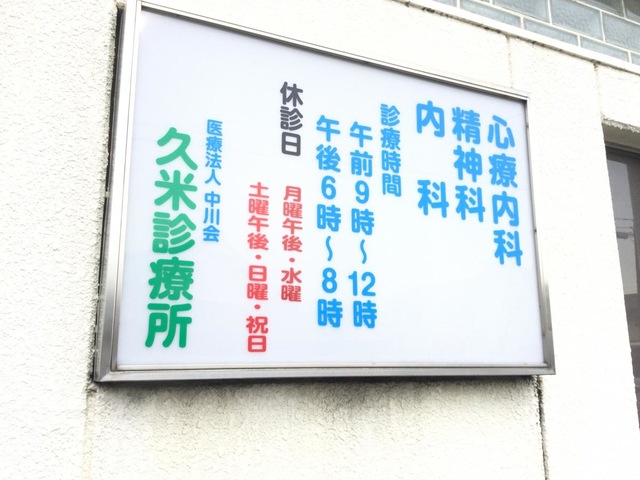 心療内科
精神科
内科
診療時間
午前9時〜12時
午後6時〜8時
休診日
月曜午後・水曜
土曜午後・日曜・祝日
医療法人 中川会
久米診療所